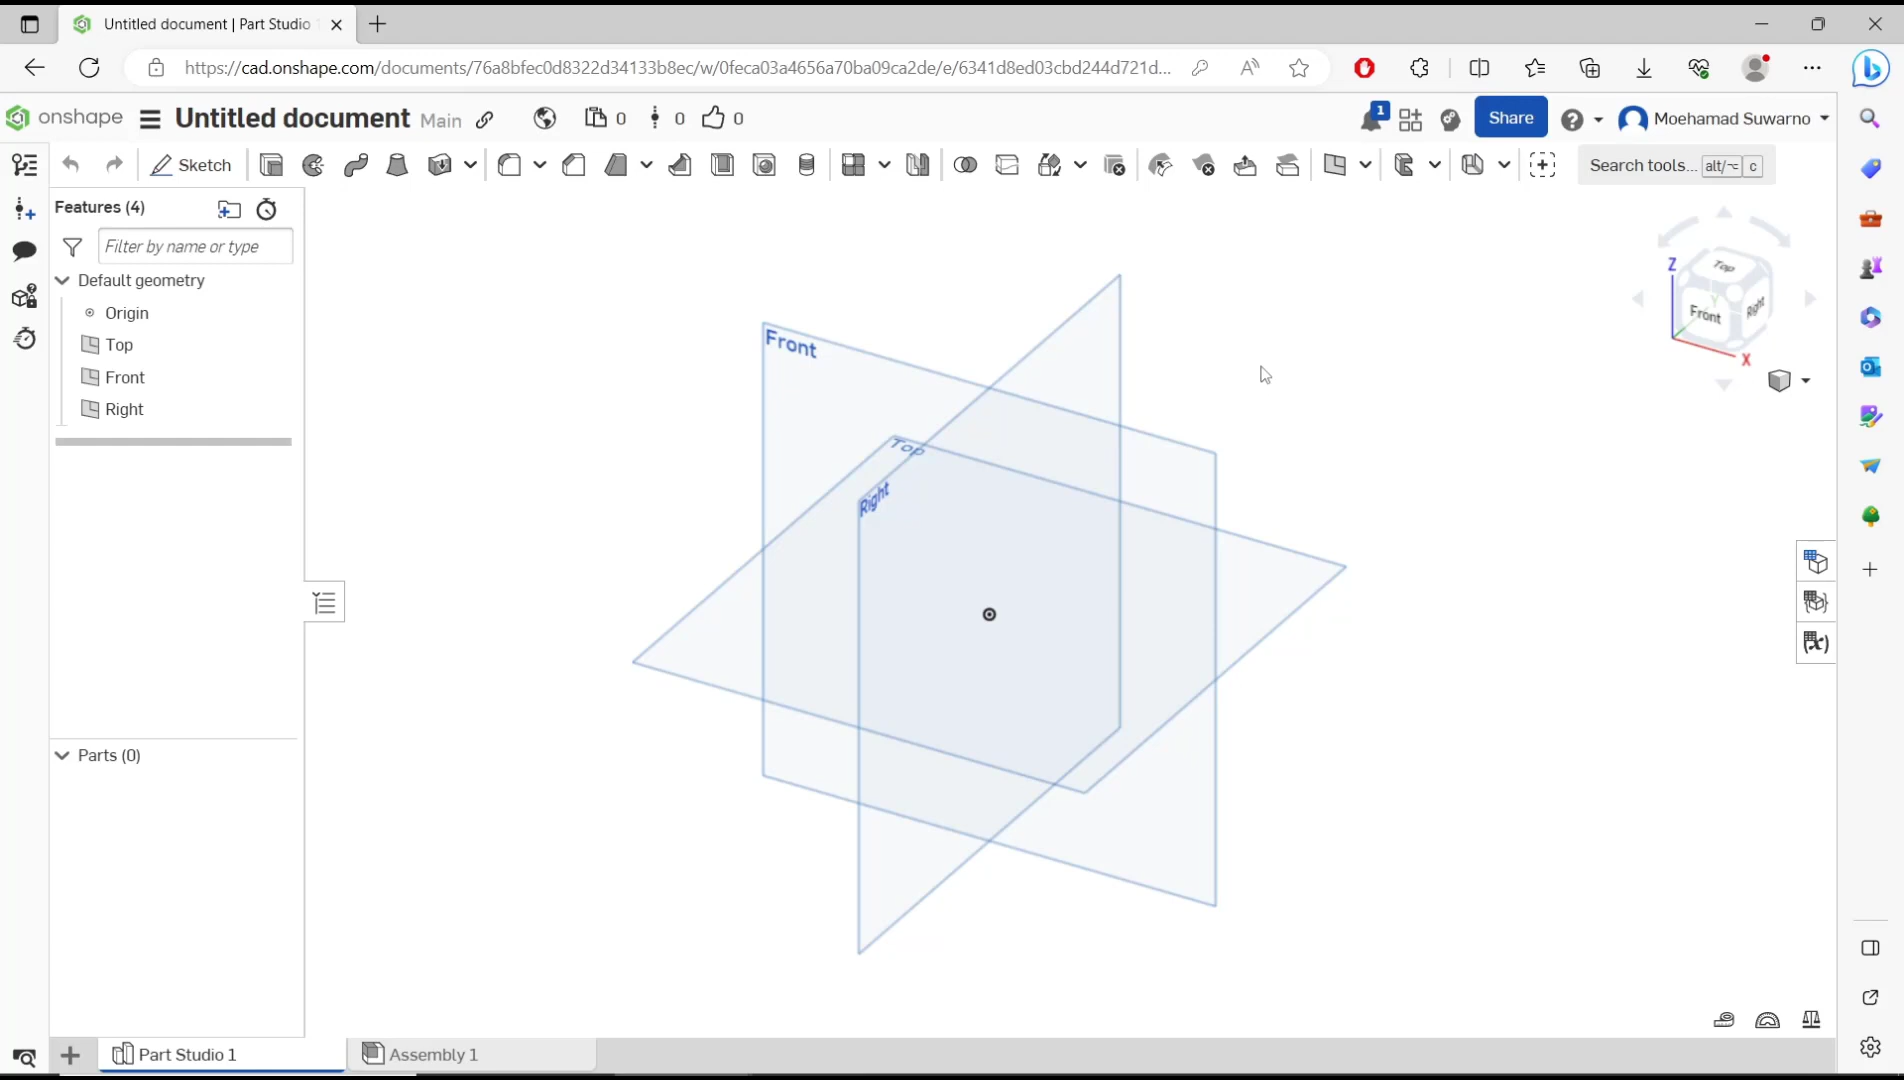 Untitled document | Part Studio
https://cad.onshape.com/documents/76a8bfec0d8322d34133b8ec/w/0feca03a4656a70ba09ca2de/e/6341d8ed03cbd244d721d...
onshape Untitled document Main 0 0 0 1 Share Moehamad Suwarno
Sketch Search tools... alt/⌥ c
Features (4)
Filter by name or type
Default geometry
Origin
Top
Front
Right
Parts (0)
Front
Top
Right
Z
Top
Front
Right
Y
X
(x)
Part Studio 1 Assembly 1